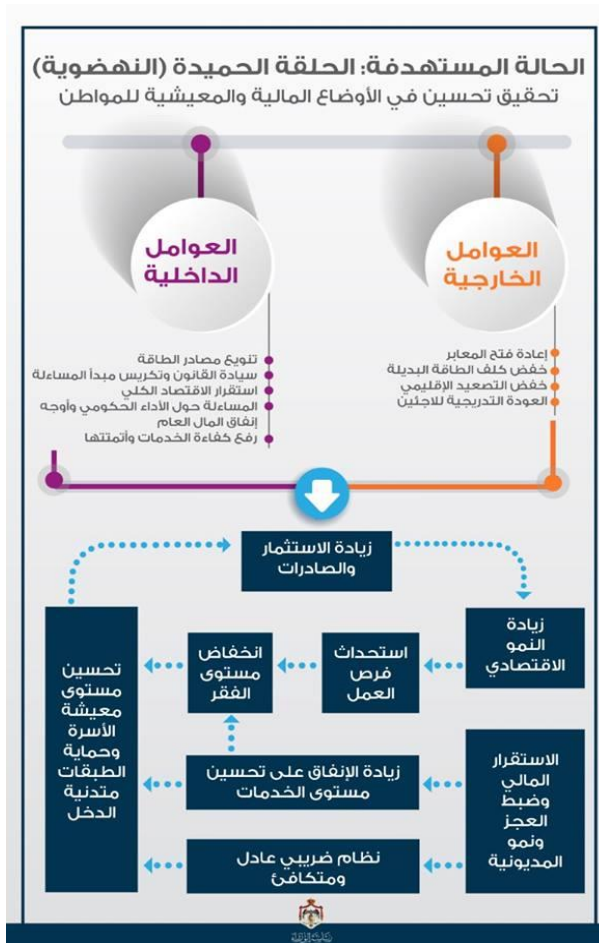 الحالة المستهدفة: الحلقة الحميدة (النهضوية)
تحقيق تحسين في الأوضاع المالية والمعيشية للمواطن
العوامل
الخارجية
إعادة فتح المعابر
خفض كلف الطاقة البديلة
خفض التصعيد الإقليمي
العودة التدريجية للاجئين
العوامل
الداخلية
تنويع مصادر الطاقة
سيادة القانون وتكريس مبدأ المساءلة
استقرار الاقتصاد الكلي
المساءلة حول الأداء الحكومي وأوجه
إنفاق المال العام
رفع كفاءة الخدمات وأتمتتها
زيادة الاستثمار
والصادرات
زيادة
النمو
الاقتصادي
استحداث
فرص
العمل
انخفاض
مستوى
الفقر
تحسين
مستوى
معيشة
الأسرة
وحماية
الطبقات
متدنية
الدخل
الاستقرار
المالي
وضبط
العجز
ونمو
المديونية
زيادة الإنفاق على تحسين
مستوى الخدمات
نظام ضريبي عادل
ومتكافئ